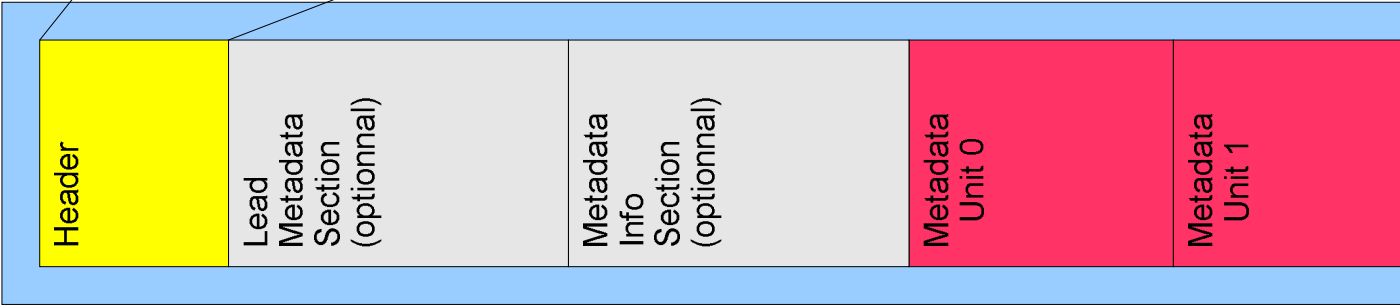 Header
Lead
Metadata
Section
(optionnal)
Metadata
Info
Section
(optionnal)
Metadata
Unit 0
Metadata
Unit 1